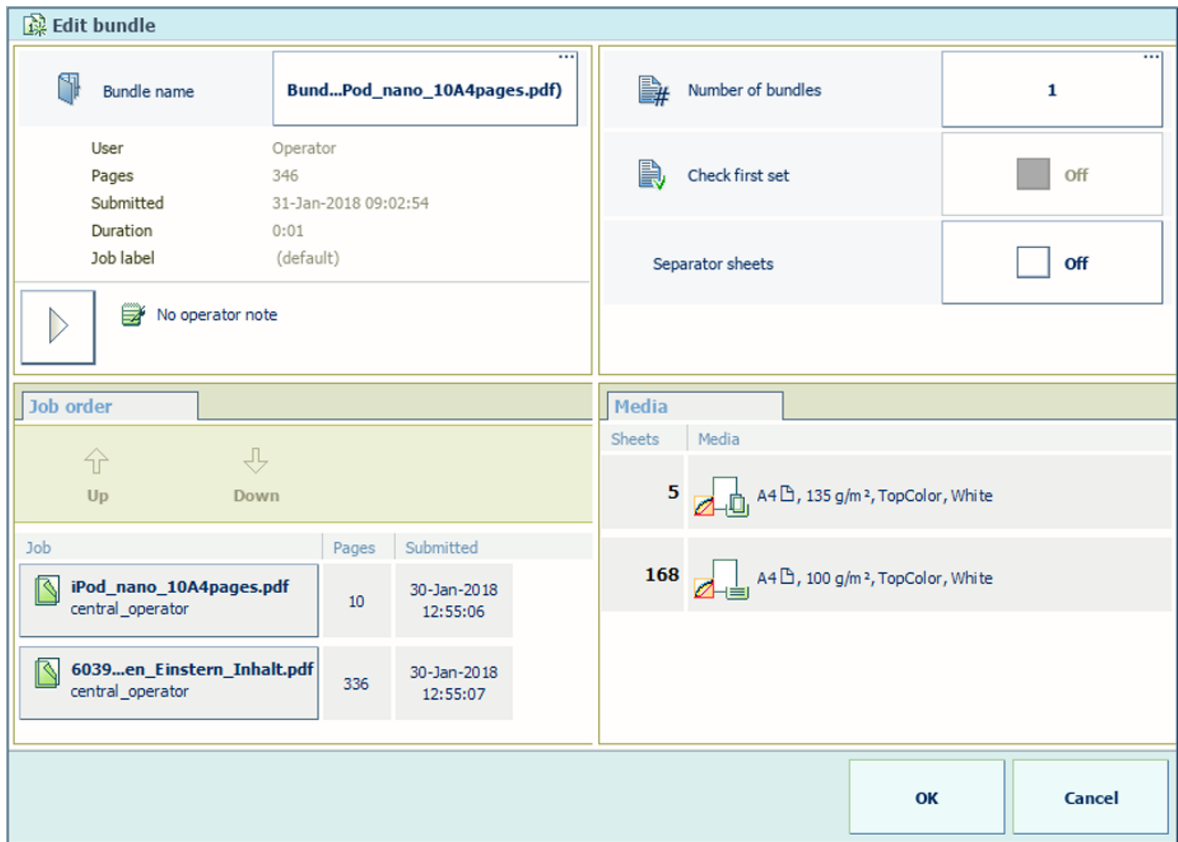 Edit bundle
Bundle name
Bund...Pod_nano_10A4pages.pdf)
...
User Operator
Pages 346
Submitted 31-Jan-2018 09:02:54
Duration 0:01
Job label (default)
No operator note
Number of bundles
1
...
Check first set
Off
Separator sheets
Off
Job order
Up Down
Job Pages Submitted
iPod_nano_10A4pages.pdf
central_operator
10
30-Jan-2018
12:55:06
6039...en_Einstern_Inhalt.pdf
central_operator
336
30-Jan-2018
12:55:07
Media
Sheets Media
5 A4, 135 g/m², TopColor, White
168 A4, 100 g/m², TopColor, White
OK Cancel